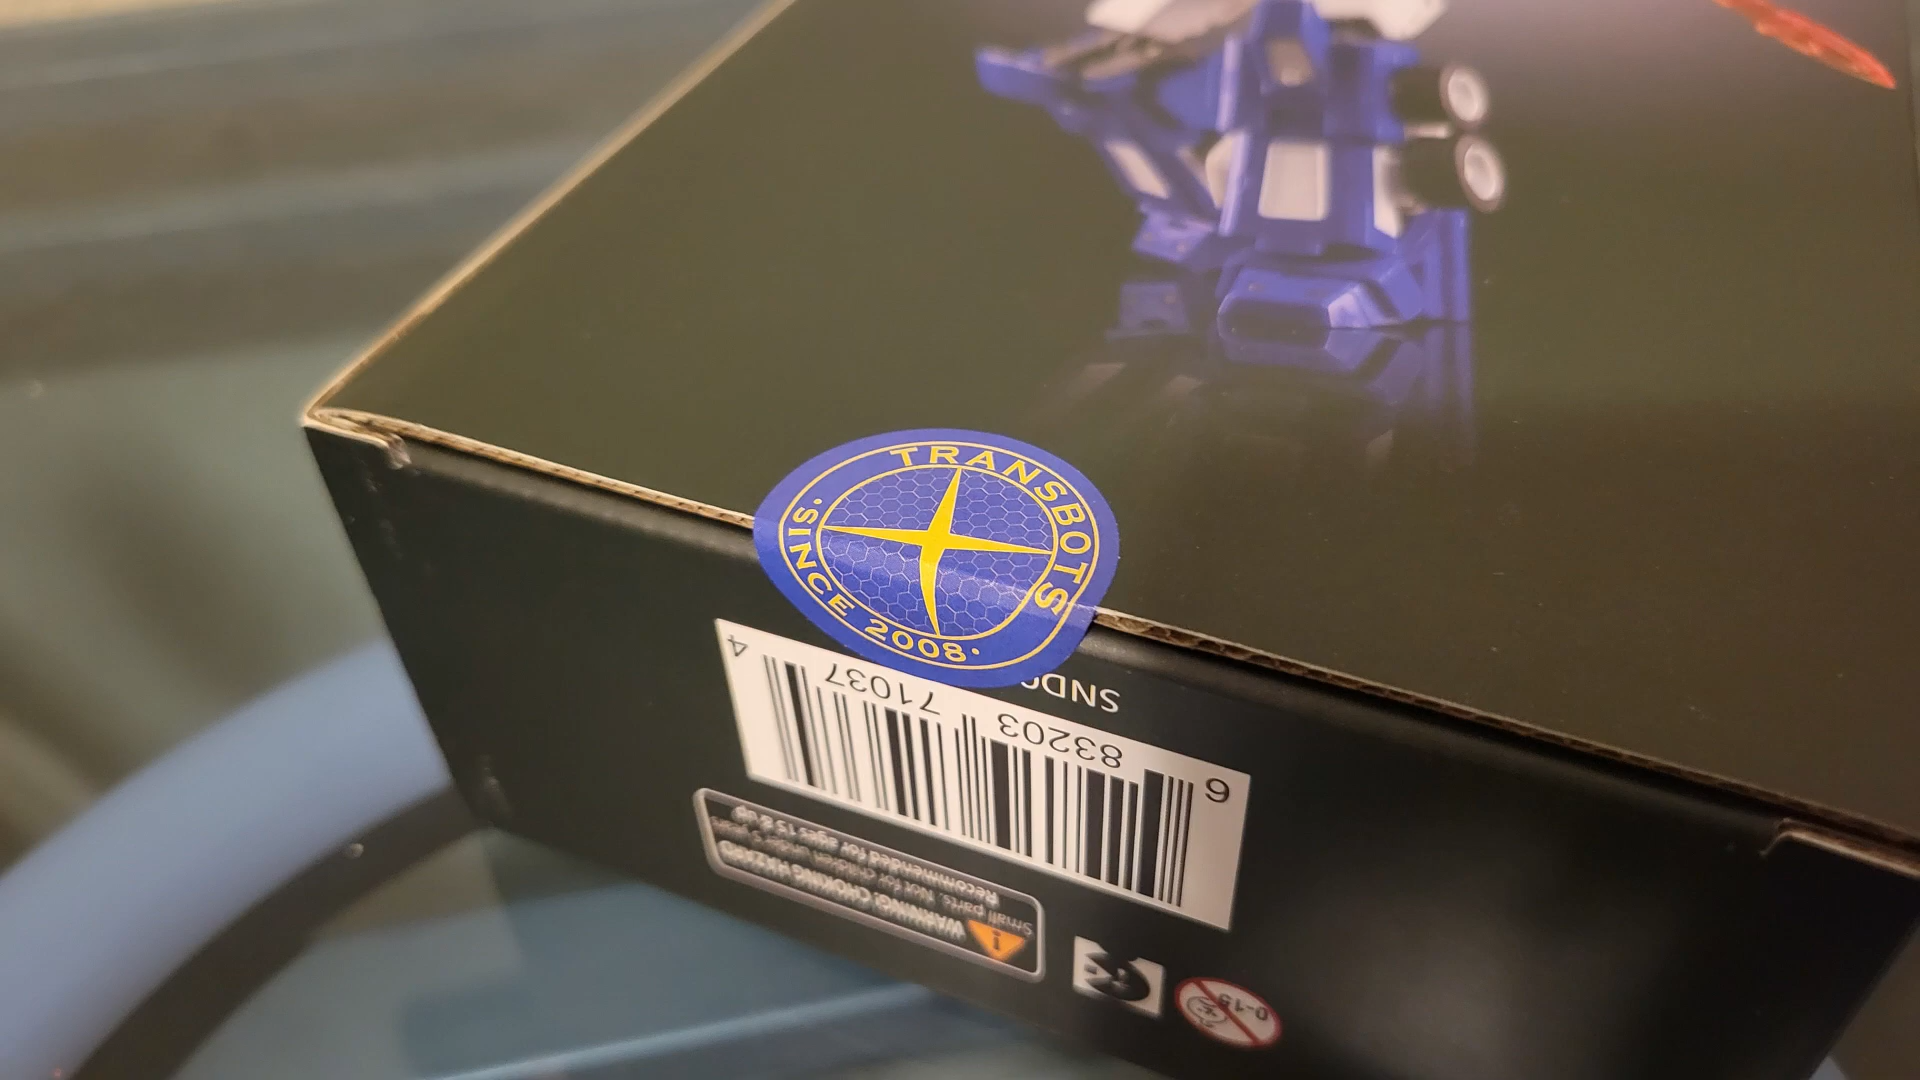 TRANSBOTS
·SINCE 2008·
SND
6 83203 71037 4
WARNING! CHOKING HAZARD
Small parts. Not for children under 3 years
Recommended for ages 15 & up
0-15